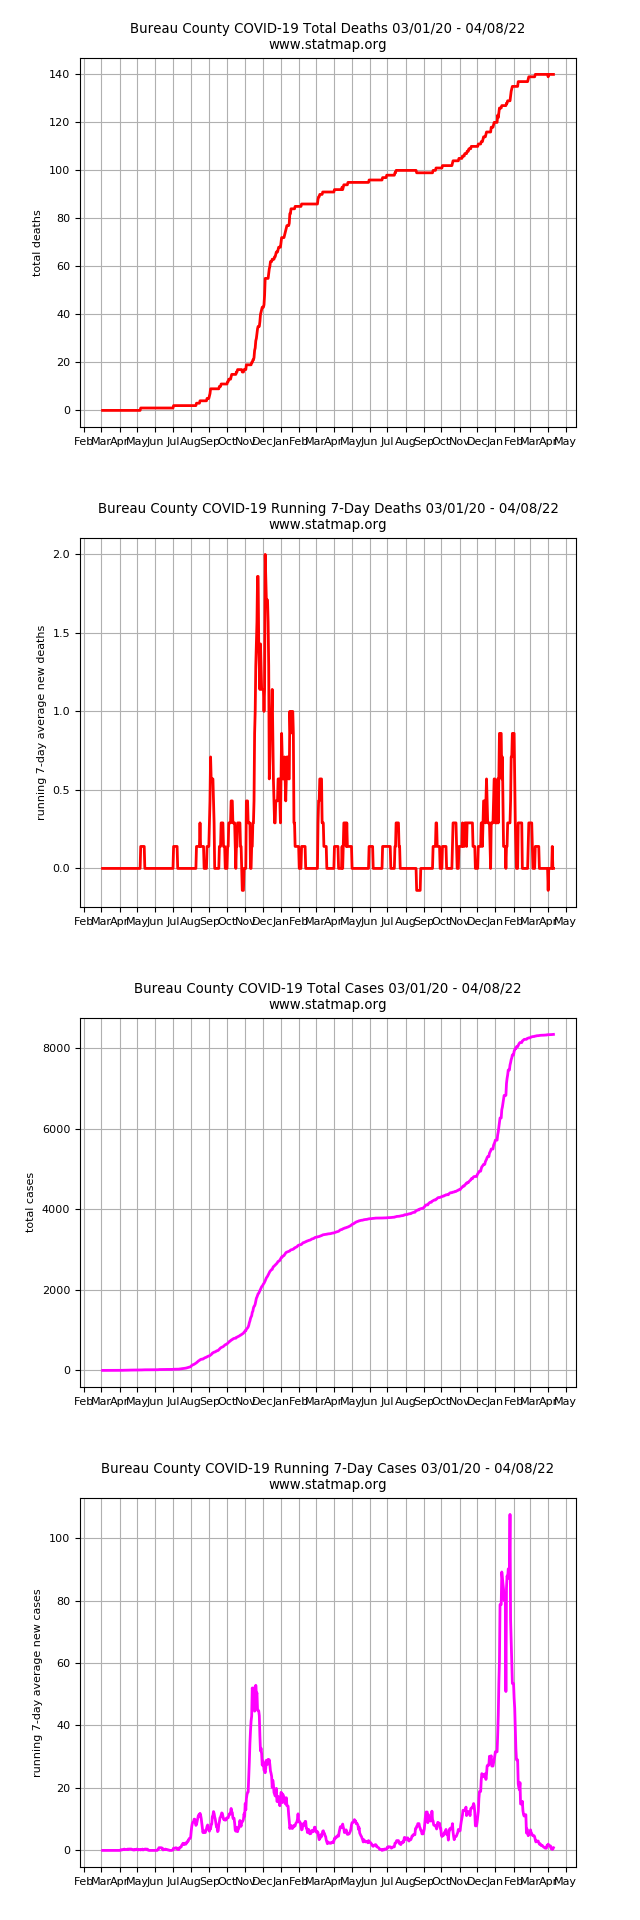 Bureau County COVID-19 Total Deaths 03/01/20 - 04/08/22
www.statmap.org
140
120
100
80
60
40
20
0
total deaths
Feb Mar Apr May Jun Jul Aug Sep Oct Nov Dec Jan Feb Mar Apr May Jun Jul Aug Sep Oct Nov Dec Jan Feb Mar Apr May
Bureau County COVID-19 Running 7-Day Deaths 03/01/20 - 04/08/22
www.statmap.org
2.0
1.5
1.0
0.5
0.0
running 7-day average new deaths
Feb Mar Apr May Jun Jul Aug Sep Oct Nov Dec Jan Feb Mar Apr May Jun Jul Aug Sep Oct Nov Dec Jan Feb Mar Apr May
Bureau County COVID-19 Total Cases 03/01/20 - 04/08/22
www.statmap.org
8000
6000
4000
2000
0
total cases
Feb Mar Apr May Jun Jul Aug Sep Oct Nov Dec Jan Feb Mar Apr May Jun Jul Aug Sep Oct Nov Dec Jan Feb Mar Apr May
Bureau County COVID-19 Running 7-Day Cases 03/01/20 - 04/08/22
www.statmap.org
100
80
60
40
20
0
running 7-day average new cases
Feb Mar Apr May Jun Jul Aug Sep Oct Nov Dec Jan Feb Mar Apr May Jun Jul Aug Sep Oct Nov Dec Jan Feb Mar Apr May